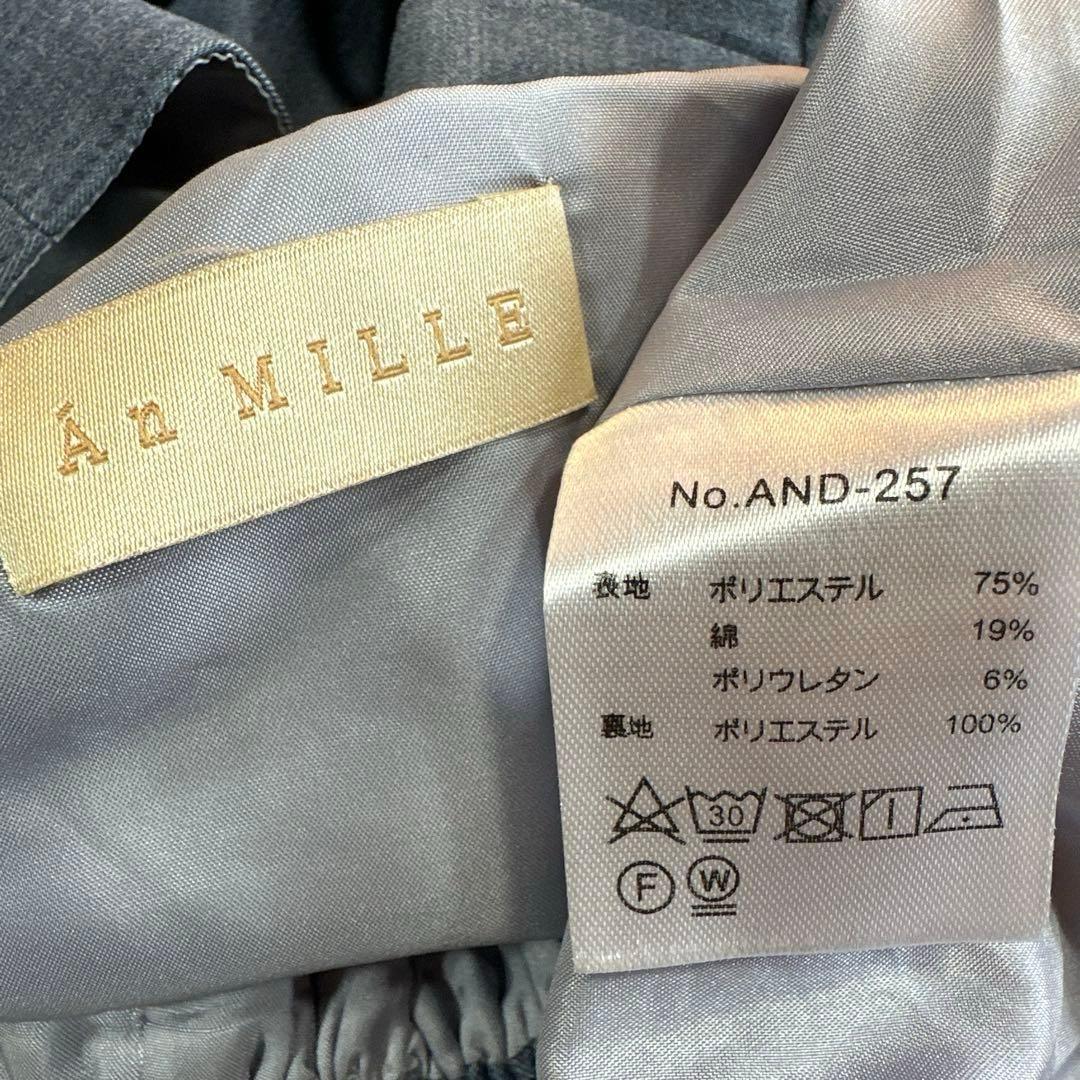 Án MILLE
No.AND-257
表地 ポリエステル 75%
綿 19%
ポリウレタン 6%
裏地 ポリエステル 100%
30
F W